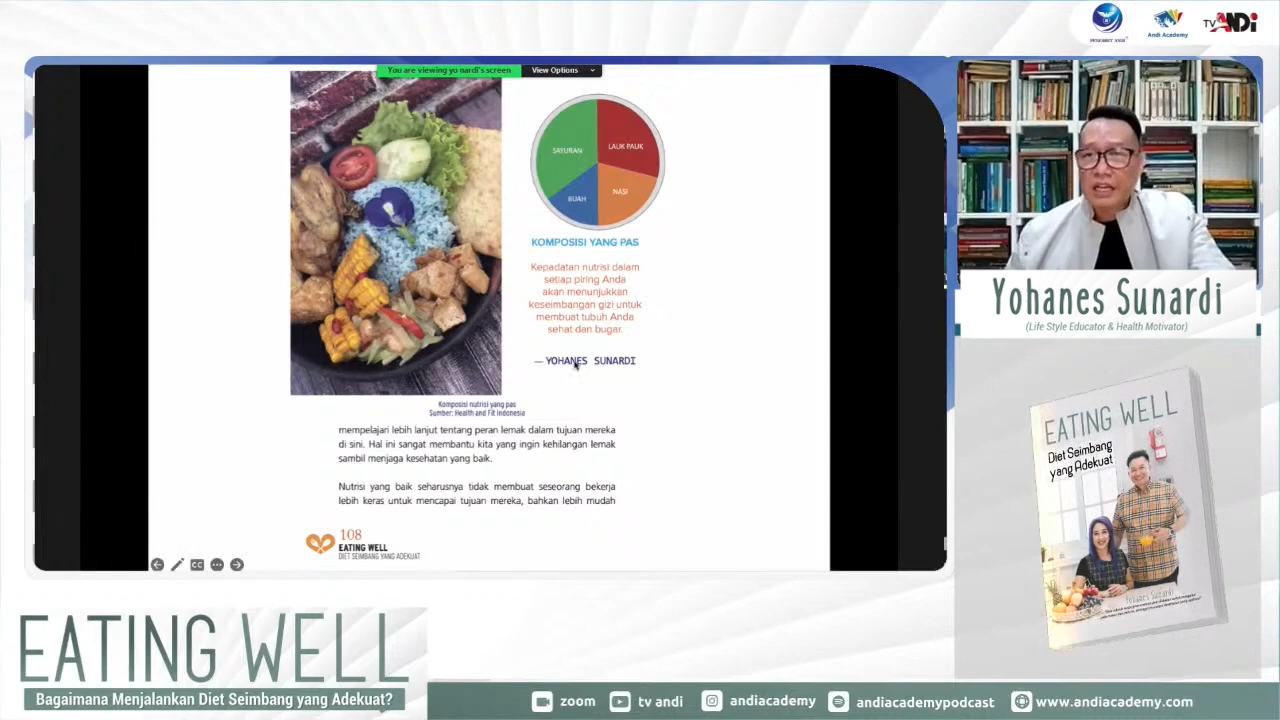 PENERBIT ANDI
Andi Academy
TV ANDi
You are viewing yo nardi's screen
View Options
SAYURAN
LAUK PAUK
BUAH
NASI
KOMPOSISI YANG PAS
Kepadatan nutrisi dalam
setiap piring Anda
akan menunjukkan
keseimbangan gizi untuk
membuat tubuh Anda
sehat dan bugar.
— YOHANES SUNARDI
Komposisi nutrisi yang pas
Sumber: Health and Fit Indonesia
mempelajari lebih lanjut tentang peran lemak dalam tujuan mereka
di sini. Hal ini sangat membantu kita yang ingin kehilangan lemak
sambil menjaga kesehatan yang baik.
Nutrisi yang baik seharusnya tidak membuat seseorang bekerja
lebih keras untuk mencapai tujuan mereka, bahkan lebih mudah
108
EATING WELL
DIET SEIMBANG YANG ADEKUAT
CC
Yohanes Sunardi
(Life Style Educator & Health Motivator)
EATING WELL
Diet Seimbang
yang Adekuat
Yohanes Sunardi
EATING WELL
Bagaimana Menjalankan Diet Seimbang yang Adekuat?
zoom
tv andi
andiacademy
andiacademypodcast
www.andiacademy.com